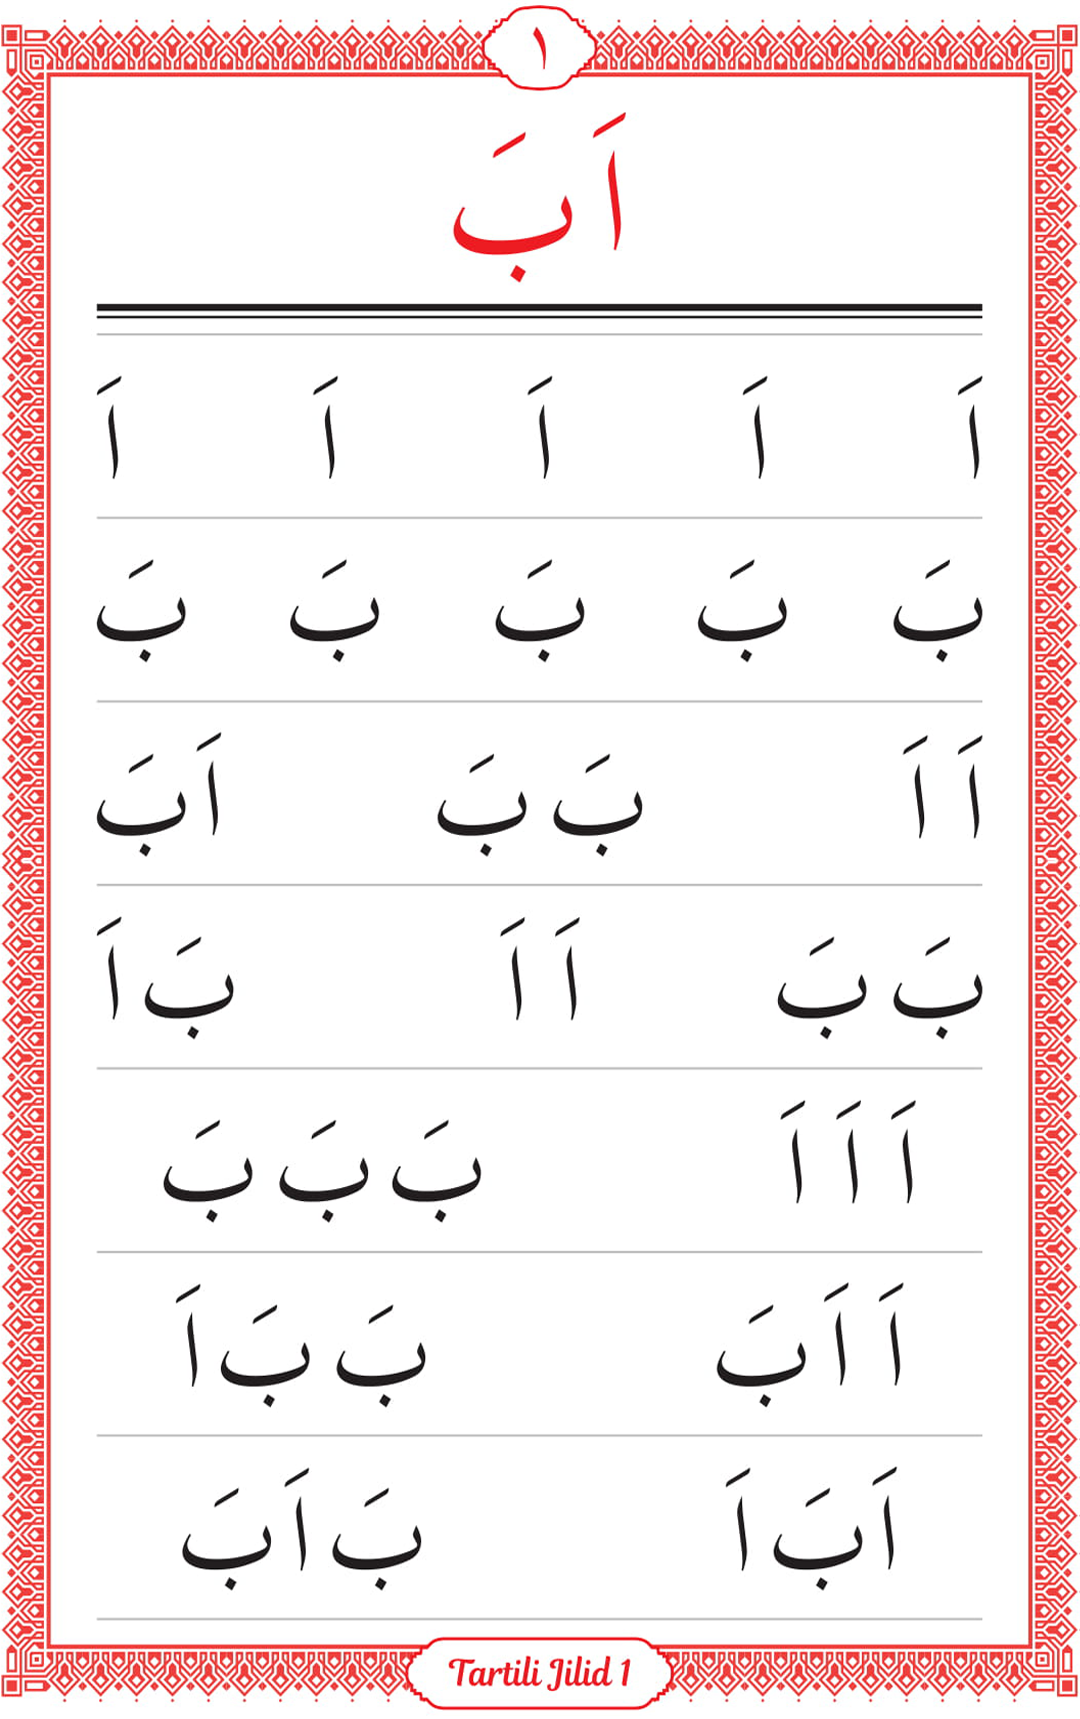 ١
اَ بَ
اَ اَ اَ اَ اَ
بَ بَ بَ بَ بَ
اَ اَ بَ بَ اَ بَ
بَ بَ اَ اَ بَ اَ
اَ اَ اَ بَ بَ بَ
اَ اَ بَ بَ بَ اَ
اَ بَ اَ بَ اَ بَ
Tartili Jilid 1